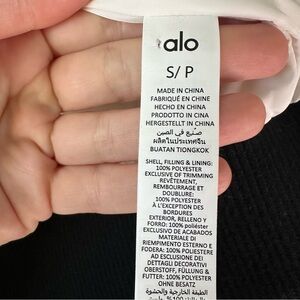 alo
S/ P
MADE IN CHINA
FABRIQUÉ EN CHINE
HECHO EN CHINA
PRODOTTO IN CINA
HERGESTELLT IN CHINA
صنع في الصين
ผลิตในประเทศจีน
BUATAN TIONGKOK
SHELL, FILLING & LINING:
100% POLYESTER
EXCLUSIVE OF TRIMMING
REVÊTEMENT,
REMBOURRAGE ET
DOUBLURE:
100% POLYESTER
À L'EXCEPTION DES
BORDURES
EXTERIOR, RELLENO Y
FORRO: 100% poliéster
EXCLUSIVO DE ACABADOS
MATERIALE DI
RIEMPIMENTO ESTERNO E
FODERA: 100% POLIESTERE
AD ESCLUSIONE DEI
DETTAGLI DECORATIVI
OBERSTOFF, FÜLLUNG &
FUTTER: 100% POLYESTER
OHNE BESATZ
الطبقة الخارجية والحشوة